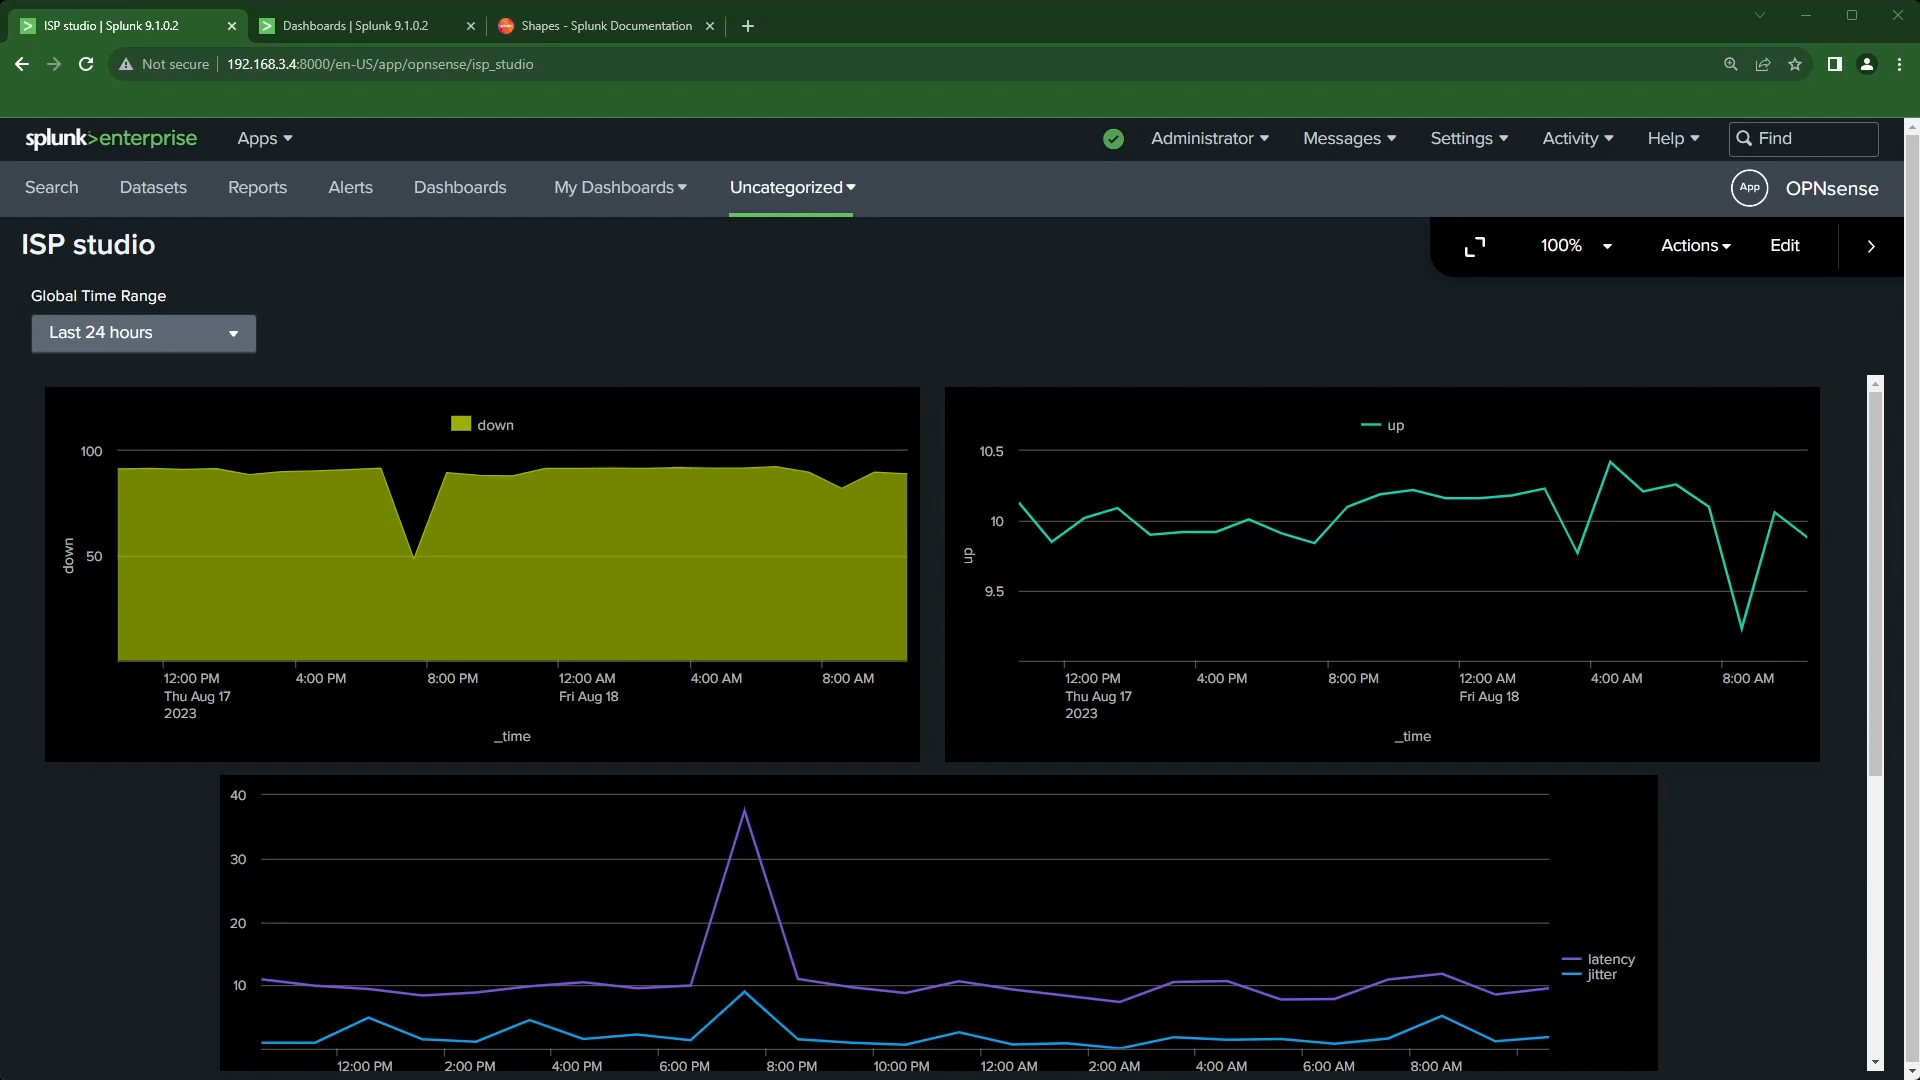 ISP studio | Splunk 9.1.0.2
Dashboards | Splunk 9.1.0.2
Shapes - Splunk Documentation
Not secure
192.168.3.4:8000/en-US/app/opnsense/isp_studio
splunk>enterprise
Apps
Administrator
Messages
Settings
Activity
Help
Find
Search
Datasets
Reports
Alerts
Dashboards
My Dashboards
Uncategorized
App
OPNsense
ISP studio
100%
Actions
Edit
Global Time Range
Last 24 hours
down
100
50
down
12:00 PM
Thu Aug 17
2023
4:00 PM
8:00 PM
12:00 AM
Fri Aug 18
4:00 AM
8:00 AM
_time
up
10.5
10
9.5
up
12:00 PM
Thu Aug 17
2023
4:00 PM
8:00 PM
12:00 AM
Fri Aug 18
4:00 AM
8:00 AM
_time
40
30
20
10
latency
jitter
12:00 PM
2:00 PM
4:00 PM
6:00 PM
8:00 PM
10:00 PM
12:00 AM
2:00 AM
4:00 AM
6:00 AM
8:00 AM